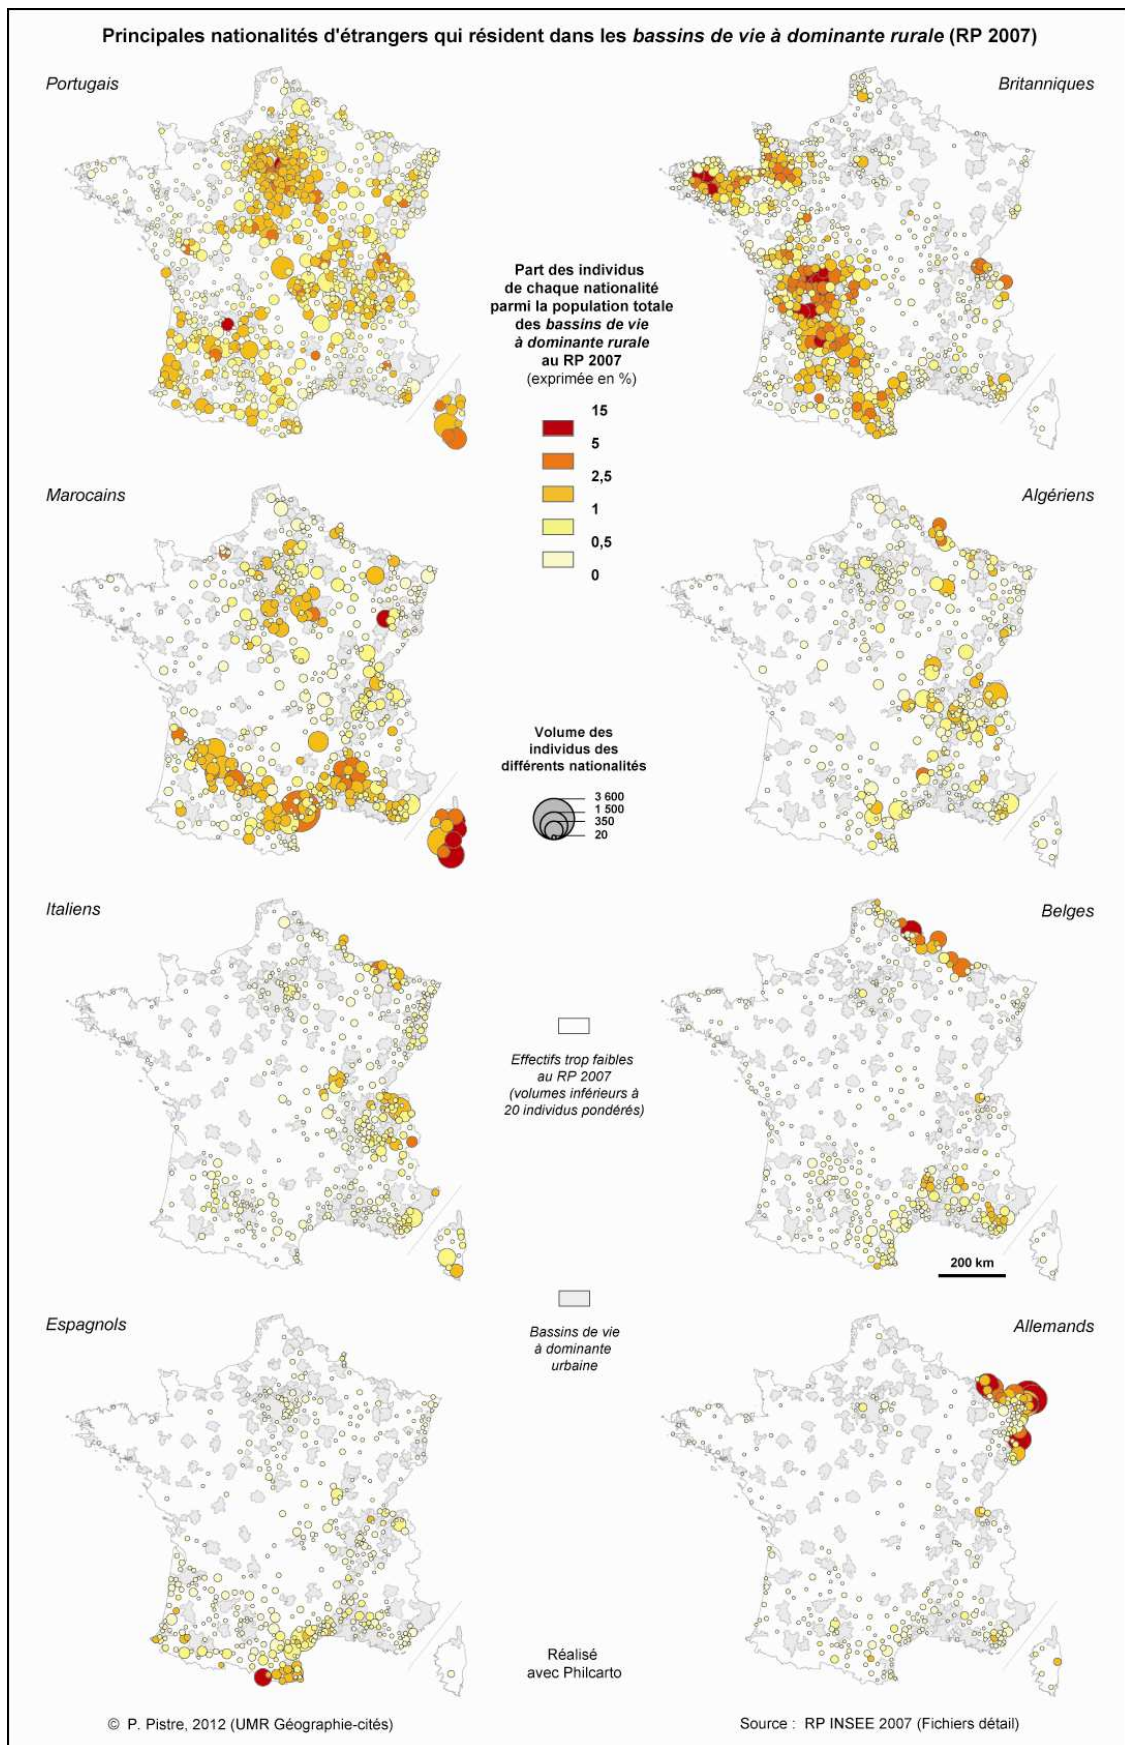 Principales nationalités d'étrangers qui résident dans les bassins de vie à dominante rurale (RP 2007)
Portugais
Britanniques
Part des individus
de chaque nationalité
parmi la population totale
des bassins de vie
à dominante rurale
au RP 2007
(exprimée en %)
15
5
2,5
1
0,5
0
Marocains
Algériens
Volume des
individus des
différents nationalités
3 600
1 500
350
20
Italiens
Belges
Effectifs trop faibles
au RP 2007
(volumes inférieurs à
20 individus pondérés)
200 km
Espagnols
Allemands
Bassins de vie
à dominante
urbaine
Réalisé
avec Philcarto
© P. Pistre, 2012 (UMR Géographie-cités)
Source : RP INSEE 2007 (Fichiers détail)